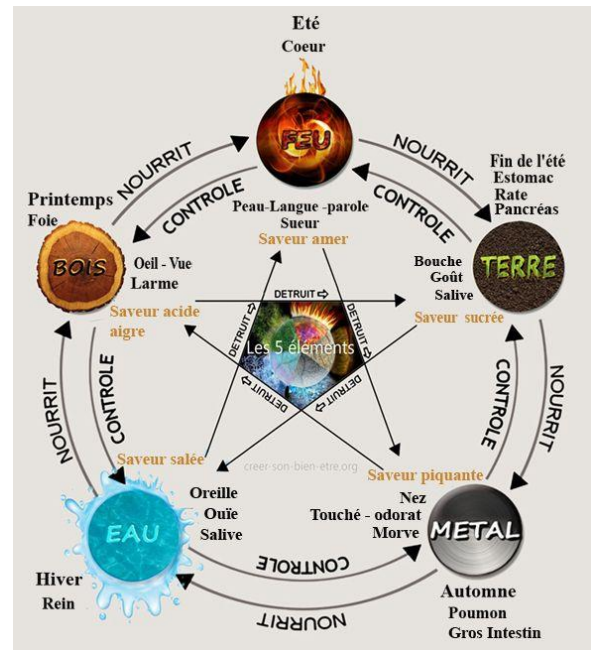 Eté
Coeur
FEU
NOURRIT
NOURRIT
CONTROLE
CONTROLE
Fin de l'été
Estomac
Rate
Pancréas
Printemps
Foie
Peau-Langue -parole
Sueur
Saveur amer
BOIS
Oeil - Vue
Larme
Bouche
Goût
Salive
TERRE
Saveur acide
aigre
DETRUIT ⇨
DETRUIT ⇨
DETRUIT ⇨
DETRUIT ⇨
DETRUIT ⇨
Saveur sucrée
Les 5 éléments
NOURRIT
CONTROLE
CONTROLE
NOURRIT
Saveur salée
creer-son-bien-etre.org
Saveur piquante
Oreille
Ouïe
Salive
Nez
Touché - odorat
Morve
EAU
METAL
CONTROLE
Hiver
Rein
NOURRIT
Automne
Poumon
Gros Intestin